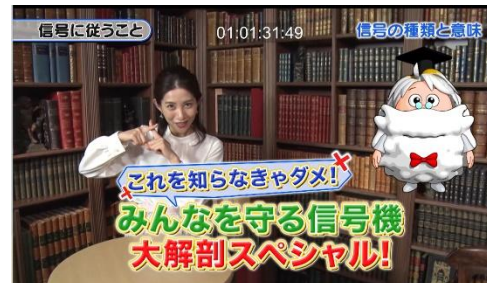 信号に従うこと
01:01:31:49
信号の種類と意味
これを知らなきゃダメ!
みんなを守る信号機
大解剖スペシャル!